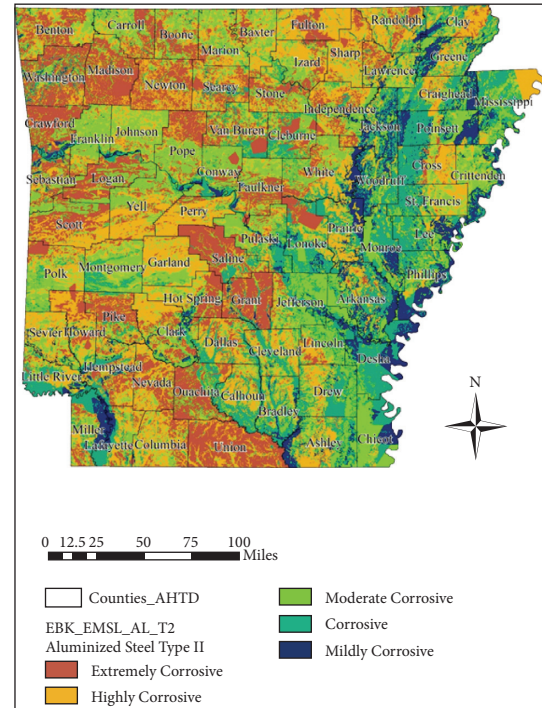 Benton Carroll Boone Baxter Fulton Randolph Clay
Marion Sharp Greene
Washington Madison Izard Lawrence
Newton Searcy Stone Craighead Mississippi
Crawford Independence
Franklin Johnson Van Buren Cleburne Jackson Poinsett
Pope
Sebastian Logan Conway White Woodruff Cross Crittenden
Faulkner St. Francis
Scott Yell Perry Prairie
Pulaski Lonoke Lee
Polk Montgomery Garland Saline Monroe Phillips
Hot Spring Grant Jefferson Arkansas
Sevier Howard Pike Clark
Dallas Cleveland Lincoln
Little River Hempstead Desha
Nevada Ouachita Calhoun Drew
Bradley
Miller Lafayette Columbia Union Ashley Chicot
N
0 12.5 25 50 75 100
Miles
Counties_AHTD
EBK_EMSL_AL_T2
Aluminized Steel Type II
Extremely Corrosive
Highly Corrosive
Moderate Corrosive
Corrosive
Mildly Corrosive